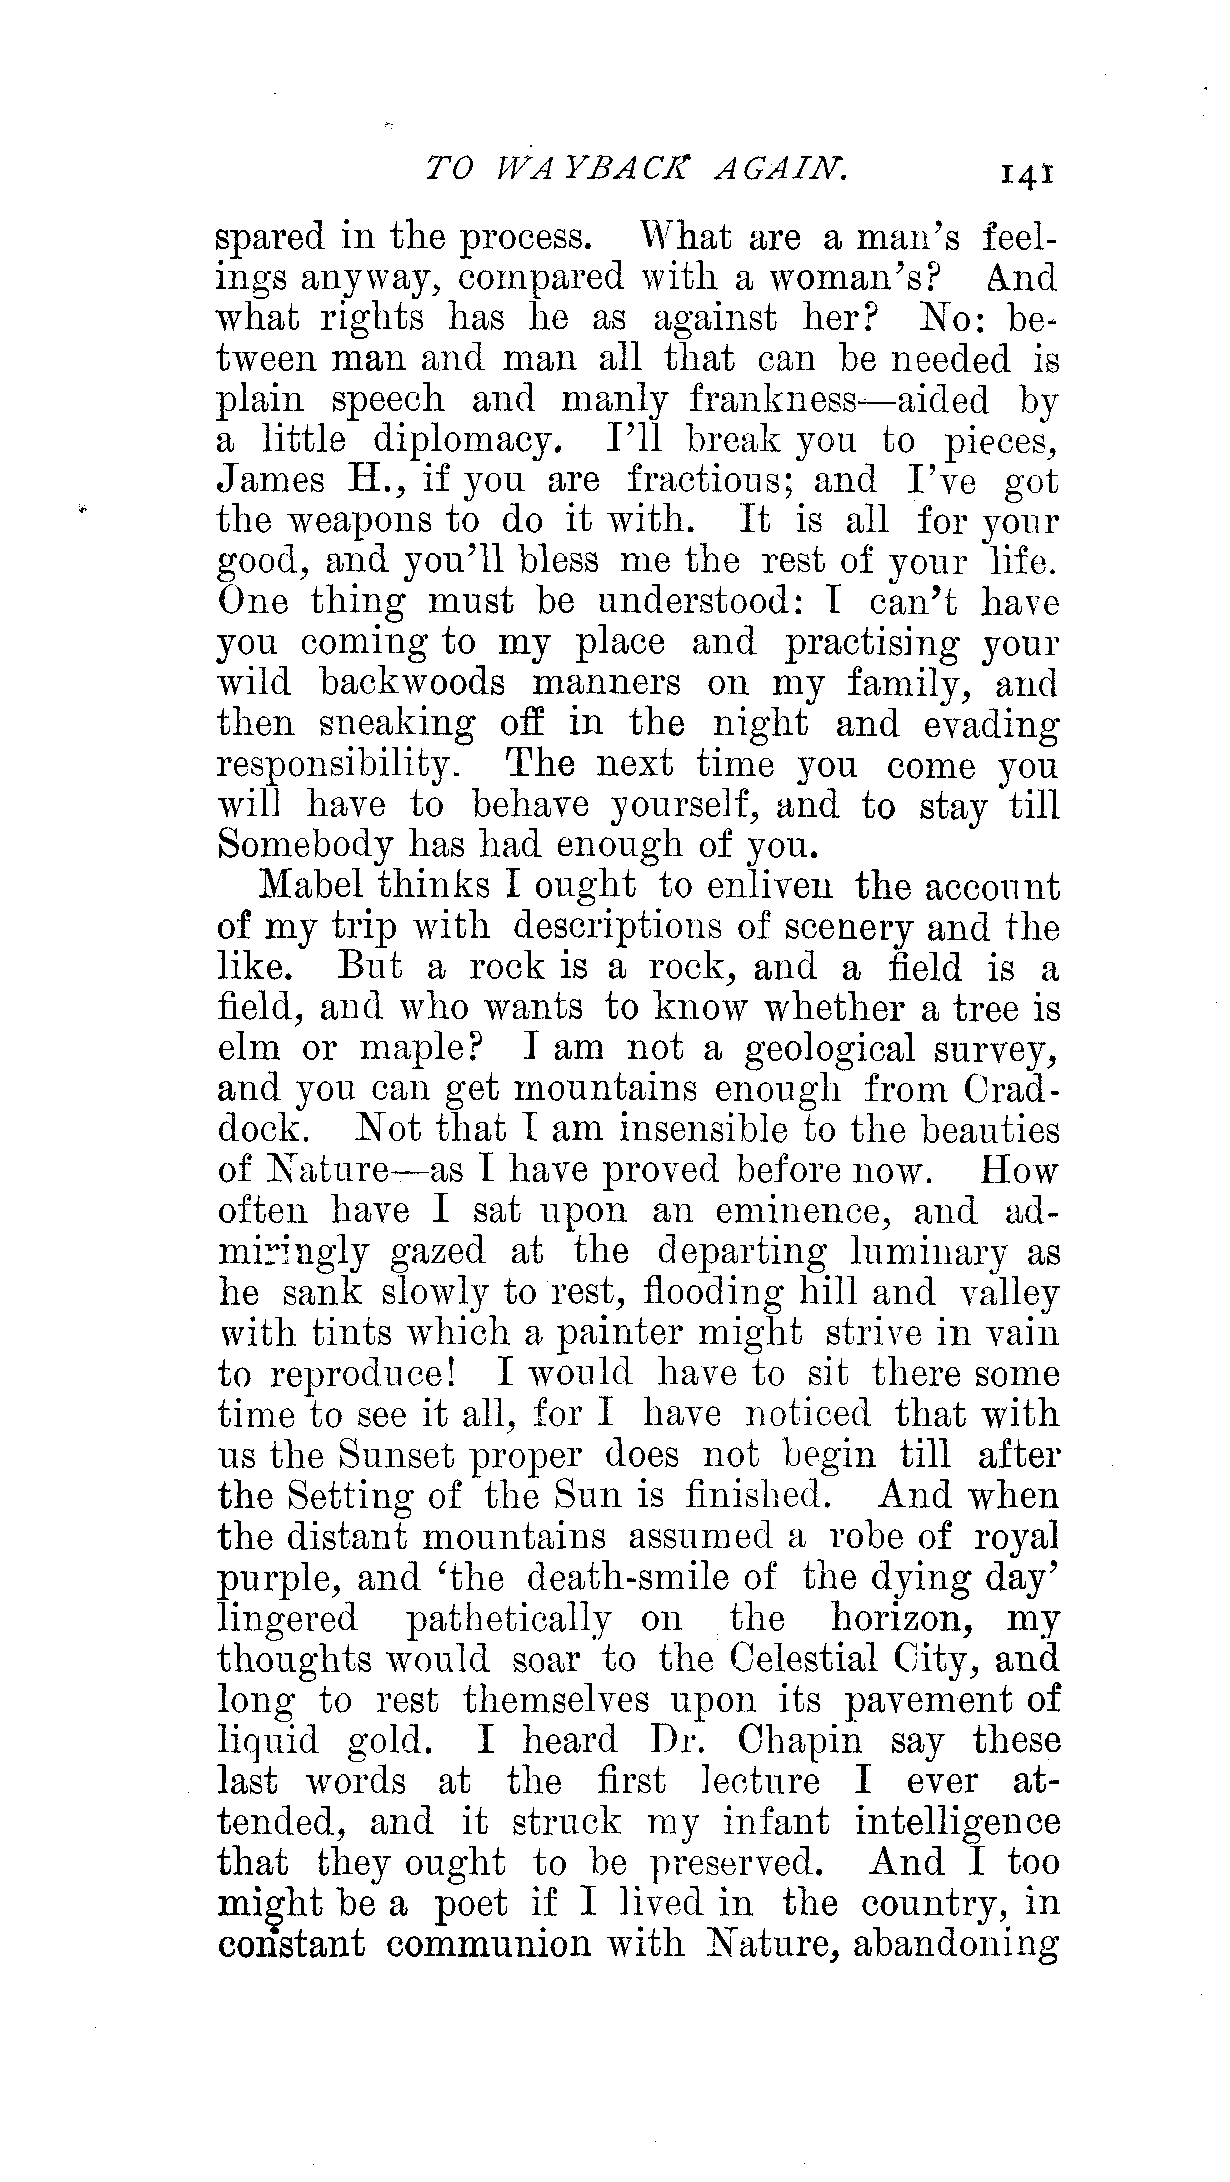 TO WAYBACK AGAIN. 141
spared in the process. What are a man's feel-
ings anyway, compared with a woman's? And
what rights has he as against her? No: be-
tween man and man all that can be needed is
plain speech and manly frankness—aided by
a little diplomacy. I'll break you to pieces,
James H., if you are fractious; and I've got
the weapons to do it with. It is all for your
good, and you'll bless me the rest of your life.
One thing must be understood: I can't have
you coming to my place and practising your
wild backwoods manners on my family, and
then sneaking off in the night and evading
responsibility. The next time you come you
will have to behave yourself, and to stay till
Somebody has had enough of you.
Mabel thinks I ought to enliven the account
of my trip with descriptions of scenery and the
like. But a rock is a rock, and a field is a
field, and who wants to know whether a tree is
elm or maple? I am not a geological survey,
and you can get mountains enough from Crad-
dock. Not that I am insensible to the beauties
of Nature—as I have proved before now. How
often have I sat upon an eminence, and ad-
miringly gazed at the departing luminary as
he sank slowly to rest, flooding hill and valley
with tints which a painter might strive in vain
to reproduce! I would have to sit there some
time to see it all, for I have noticed that with
us the Sunset proper does not begin till after
the Setting of the Sun is finished. And when
the distant mountains assumed a robe of royal
purple, and 'the death-smile of the dying day'
lingered pathetically on the horizon, my
thoughts would soar to the Celestial City, and
long to rest themselves upon its pavement of
liquid gold. I heard Dr. Chapin say these
last words at the first lecture I ever at-
tended, and it struck my infant intelligence
that they ought to be preserved. And I too
might be a poet if I lived in the country, in
constant communion with Nature, abandoning